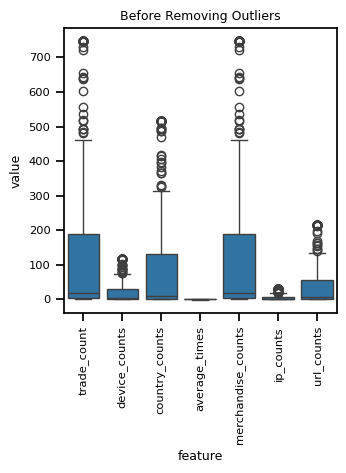 Before Removing Outliers
value
700
600
500
400
300
200
100
0
trade_count
device_counts
country_counts
average_times
merchandise_counts
ip_counts
url_counts
feature